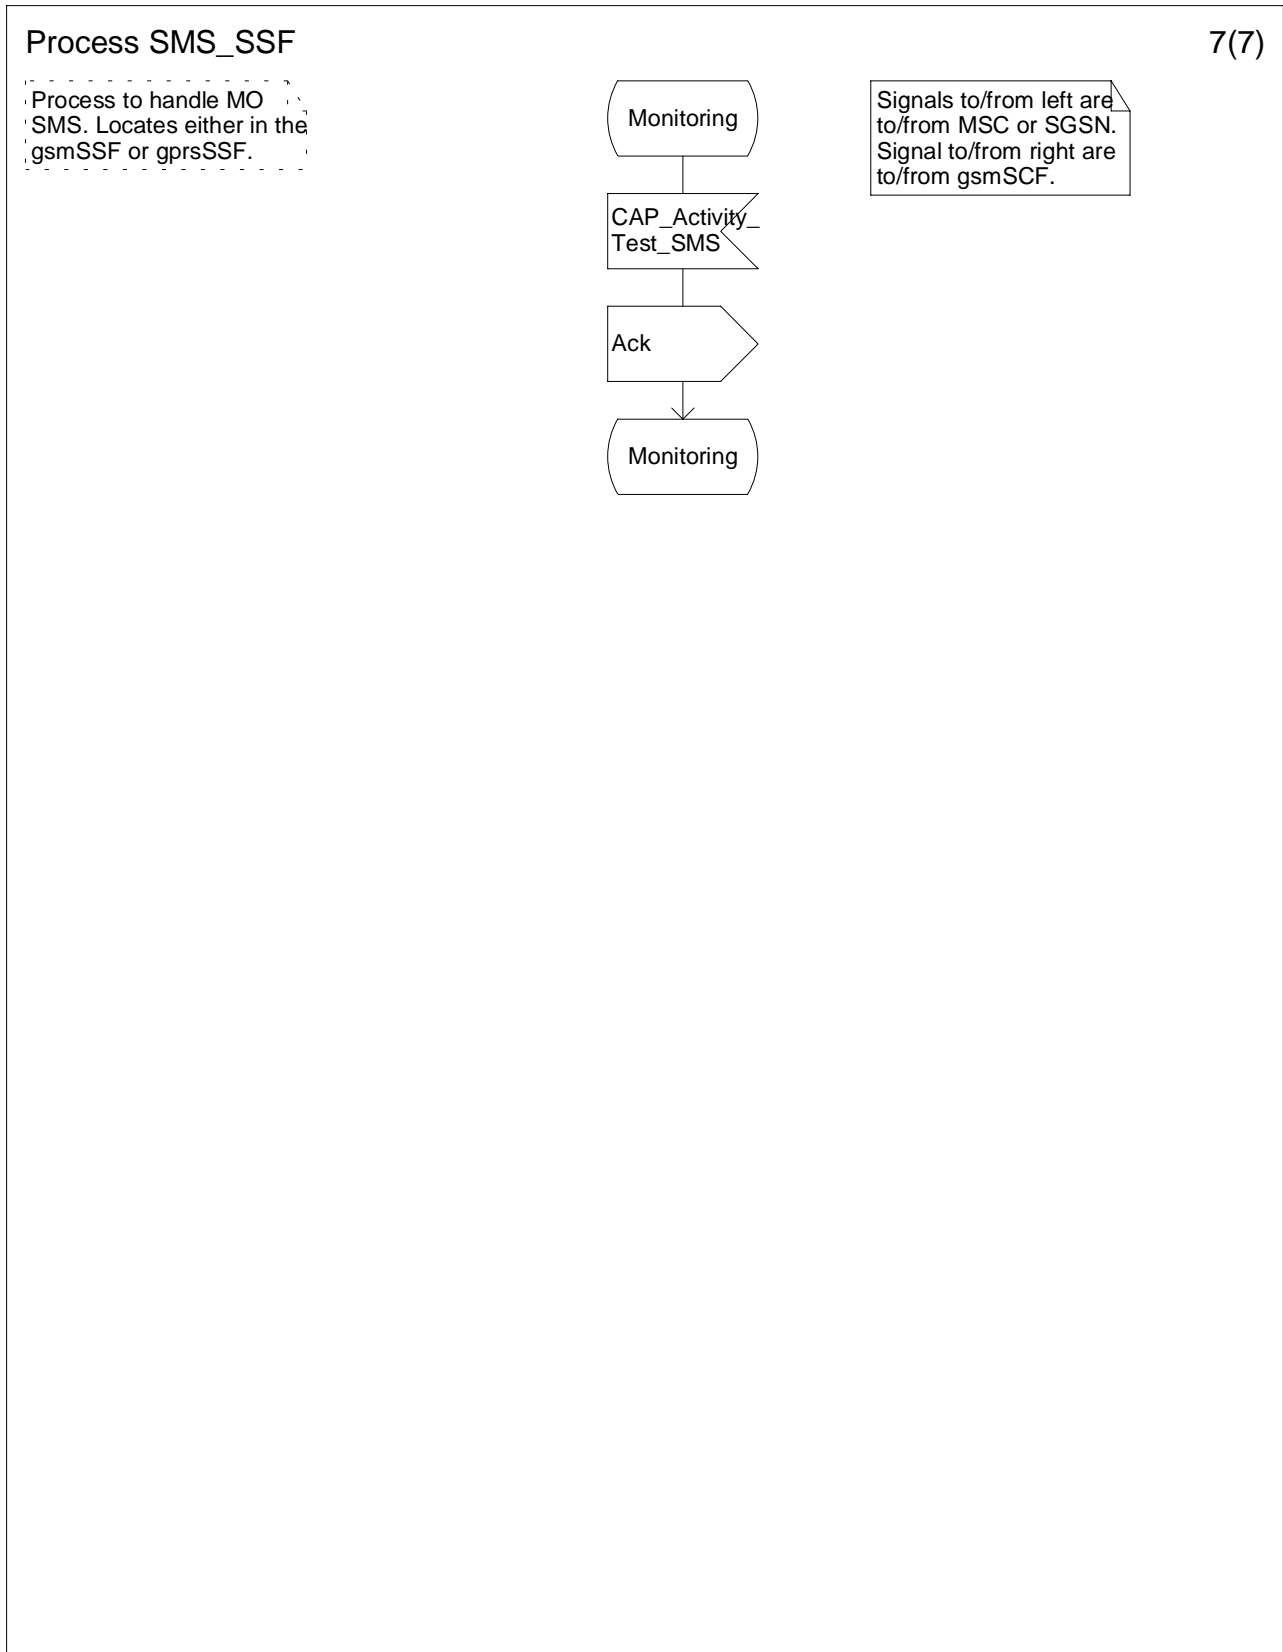 Process SMS_SSF
7(7)
Process to handle MO
SMS. Locates either in the
gsmSSF or gprsSSF.
Monitoring
Signals to/from left are
to/from MSC or SGSN.
Signal to/from right are
to/from gsmSCF.
CAP_Activity_
Test_SMS
Ack
Monitoring